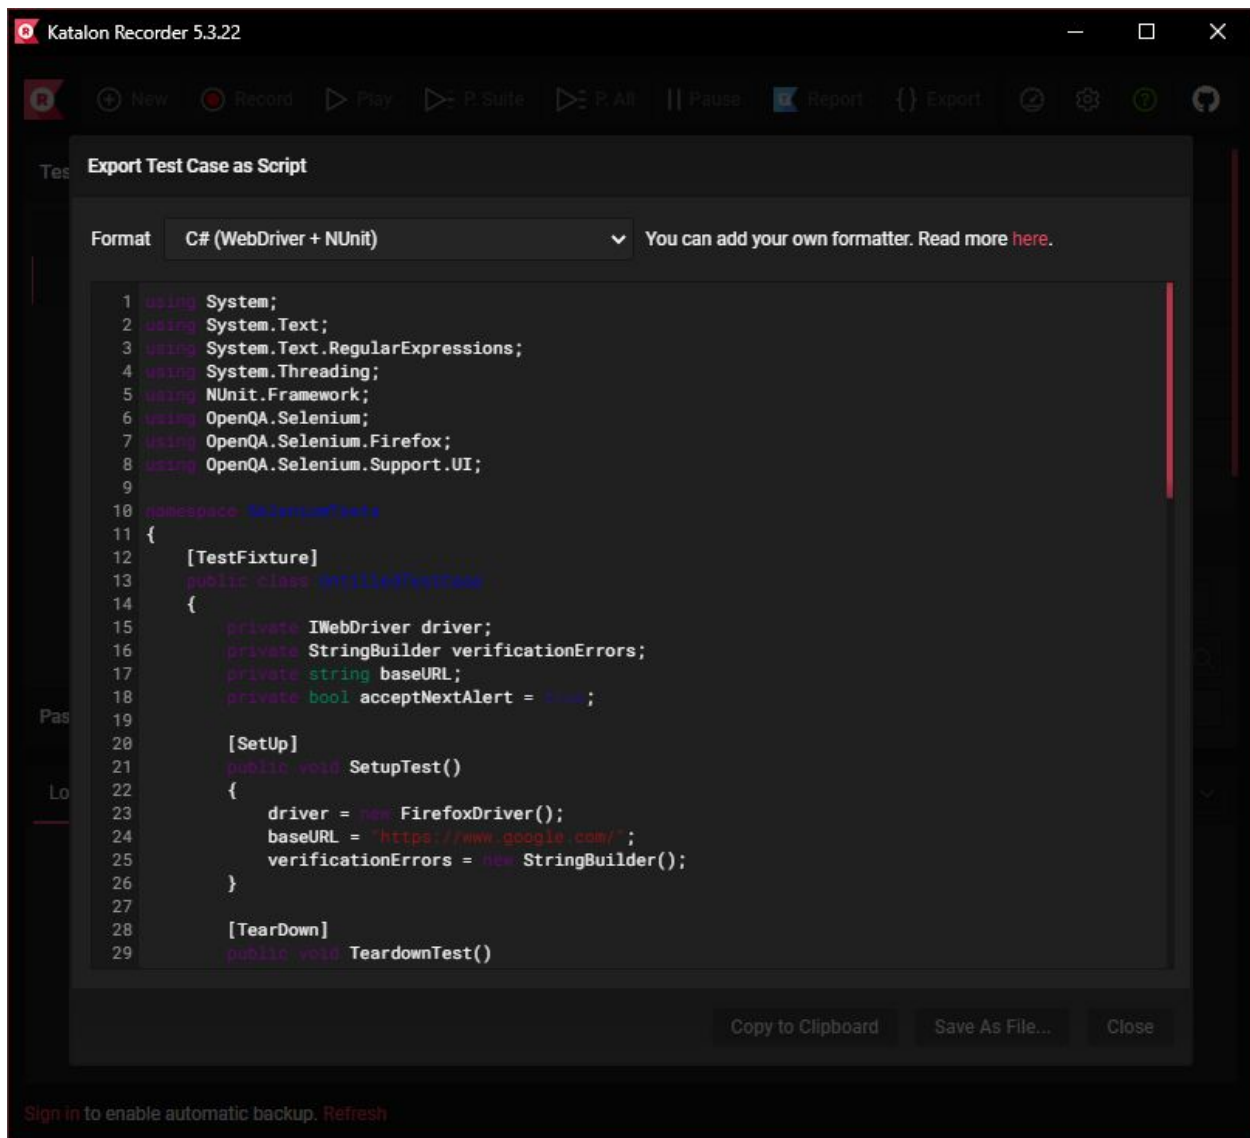 Katalon Recorder 5.3.22
New Record Play P. Suite P. All Pause Report Export
Tes
Export Test Case as Script
Format C# (WebDriver + NUnit) You can add your own formatter. Read more here.
1 using System;
2 using System.Text;
3 using System.Text.RegularExpressions;
4 using System.Threading;
5 using NUnit.Framework;
6 using OpenQA.Selenium;
7 using OpenQA.Selenium.Firefox;
8 using OpenQA.Selenium.Support.UI;
9
10 namespace SeleniumTests
11 {
12 [TestFixture]
13 public class UntitledTestCase
14 {
15 private IWebDriver driver;
16 private StringBuilder verificationErrors;
17 private string baseURL;
18 private bool acceptNextAlert = true;
19
20 [SetUp]
21 public void SetupTest()
22 {
23 driver = new FirefoxDriver();
24 baseURL = "https://www.google.com/";
25 verificationErrors = new StringBuilder();
26 }
27
28 [TearDown]
29 public void TeardownTest()
Pas
Lo
Copy to Clipboard Save As File... Close
Sign in to enable automatic backup. Refresh